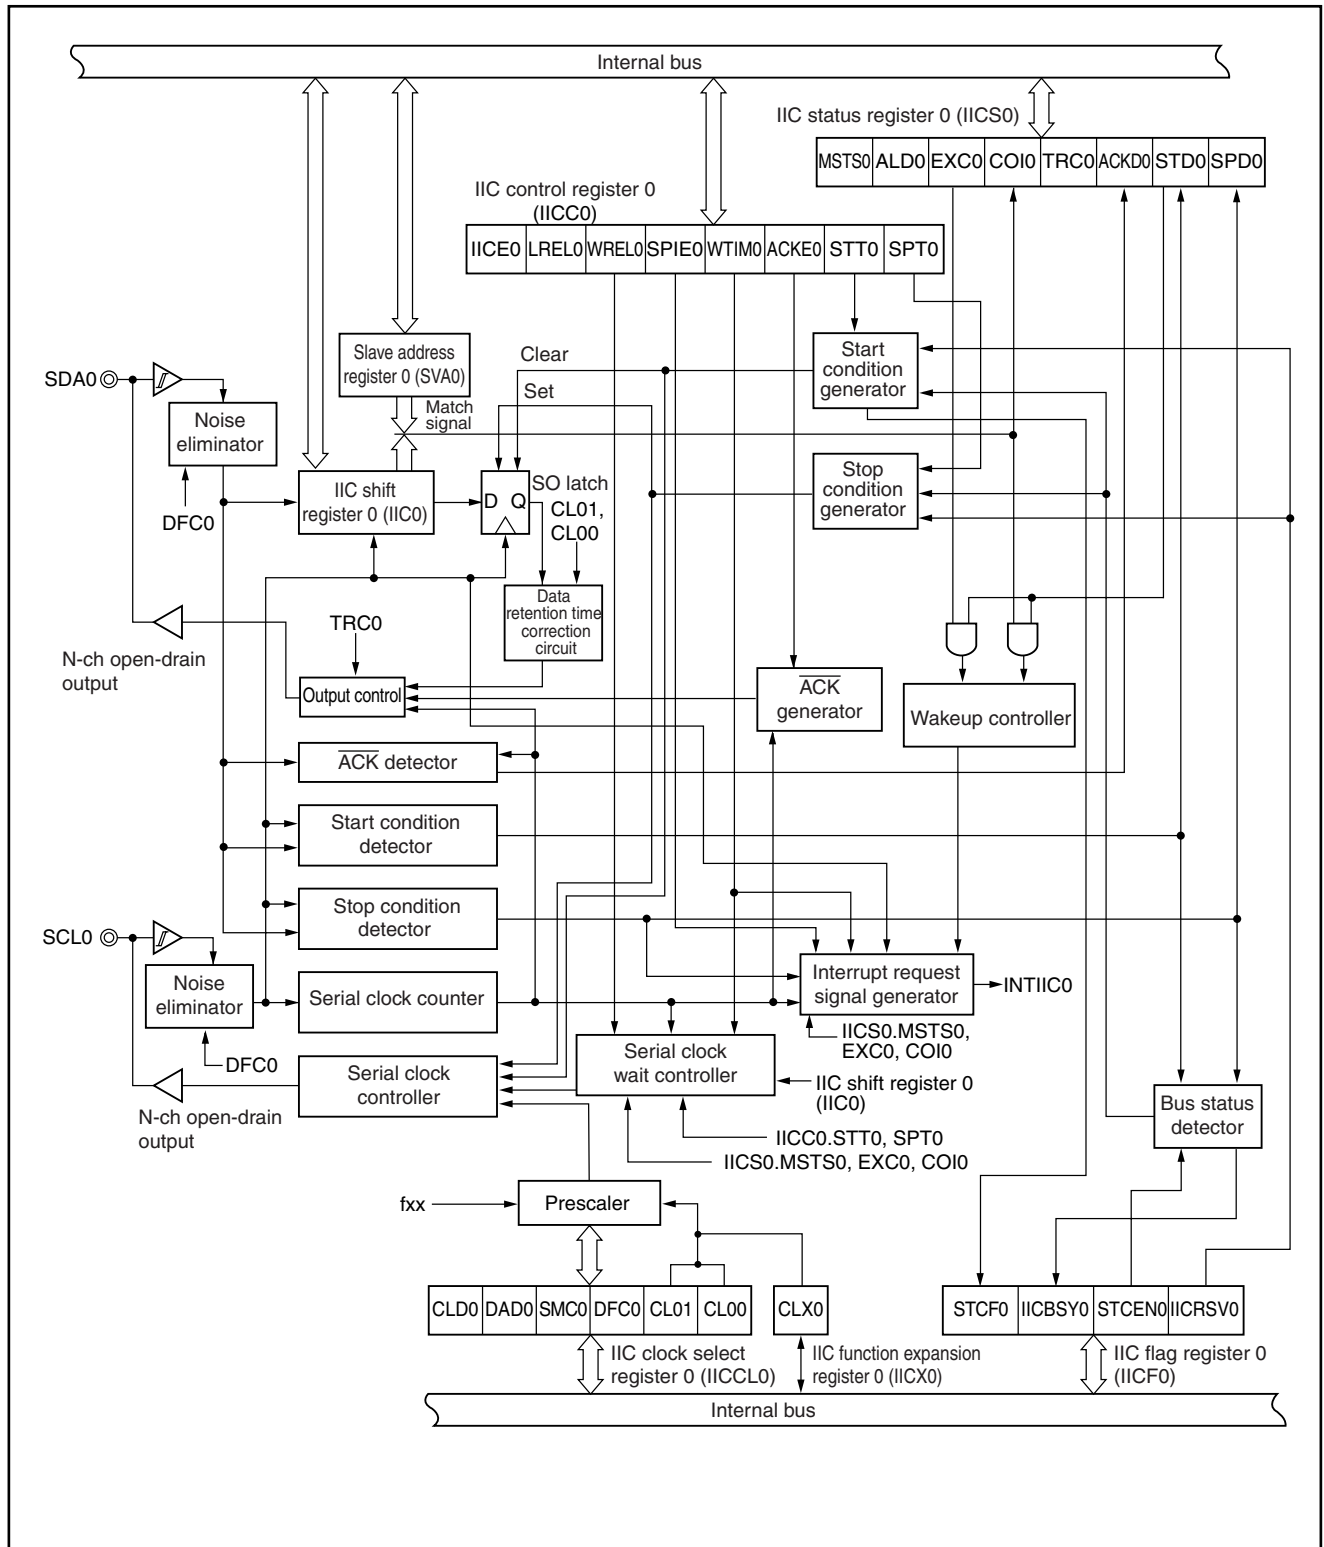 Internal bus
IIC status register 0 (IICS0)
MSTS0 ALD0 EXC0 COI0 TRC0 ACKD0 STD0 SPD0
IIC control register 0
(IICC0)
IICE0 LREL0 WREL0 SPIE0 WTIM0 ACKE0 STT0 SPT0
Slave address
register 0 (SVA0)
Clear
Start
condition
generator
SDA0
Set
Match
signal
Noise
eliminator
Stop
condition
generator
IIC shift
register 0 (IIC0)
D Q
SO latch
CL01,
CL00
DFC0
Data
retention time
correction
circuit
TRC0
N-ch open-drain
output
Output control
ACK
generator
Wakeup controller
ACK detector
Start condition
detector
Stop condition
detector
SCL0
Noise
eliminator
Serial clock counter
Interrupt request
signal generator
INTIIC0
IICS0.MSTS0,
EXC0, COI0
DFC0
Serial clock
controller
Serial clock
wait controller
IIC shift register 0
(IIC0)
Bus status
detector
N-ch open-drain
output
IICC0.STT0, SPT0
IICS0.MSTS0, EXC0, COI0
fxx
Prescaler
CLD0 DAD0 SMC0 DFC0 CL01 CL00
CLX0
STCF0 IICBSY0 STCEN0 IICRSV0
IIC clock select
register 0 (IICCL0)
IIC function expansion
register 0 (IICX0)
IIC flag register 0
(IICF0)
Internal bus